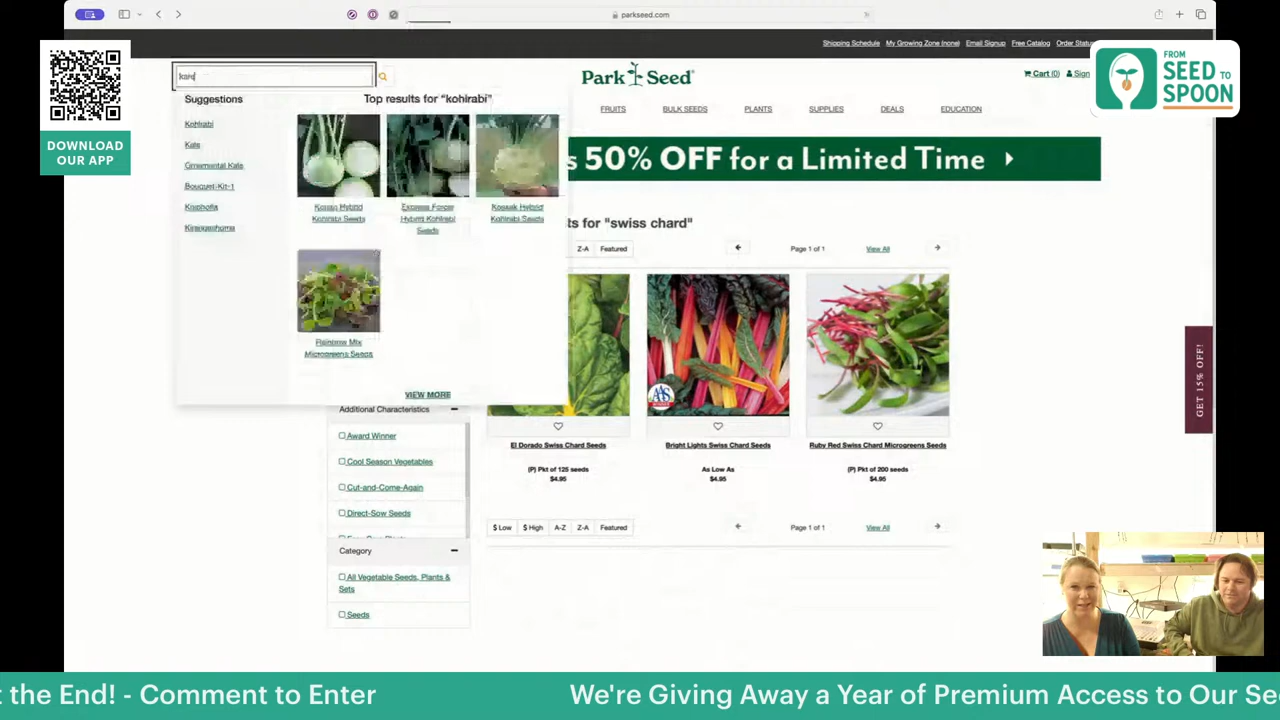 parkseed.com
Shipping Schedule My Growing Zone (none) Email Signup Free Catalog Order Status
DOWNLOAD
OUR APP
Park Seed
Cart (0) Sign
FROM
SEED TO
SPOON
FRUITS BULK SEEDS PLANTS SUPPLIES DEALS EDUCATION
Suggestions
Kohlrabi
Kale
Ornamental Kale
Bouquet-Kit-1
Kniphofia
Kirengeshoma
Top results for "kohlrabi"
Kossak Hybrid
Kohlrabi Seeds
Rainbow Mix
Microgreens Seeds
VIEW MORE
s 50% OFF for a Limited Time
ts for "swiss chard"
Z-A Featured
Page 1 of 1 View All
GET 15% OFF!
Additional Characteristics
Award Winner
Cool Season Vegetables
Cut-and-Come-Again
Direct-Sow Seeds
Category
All Vegetable Seeds, Plants &
Sets
Seeds
El Dorado Swiss Chard Seeds
(P) Pkt of 125 seeds
$4.95
Bright Lights Swiss Chard Seeds
As Low As
$4.95
Ruby Red Swiss Chard Microgreens Seeds
(P) Pkt of 200 seeds
$4.95
$ Low $ High A-Z Z-A Featured
Page 1 of 1 View All
t the End! - Comment to Enter We're Giving Away a Year of Premium Access to Our See